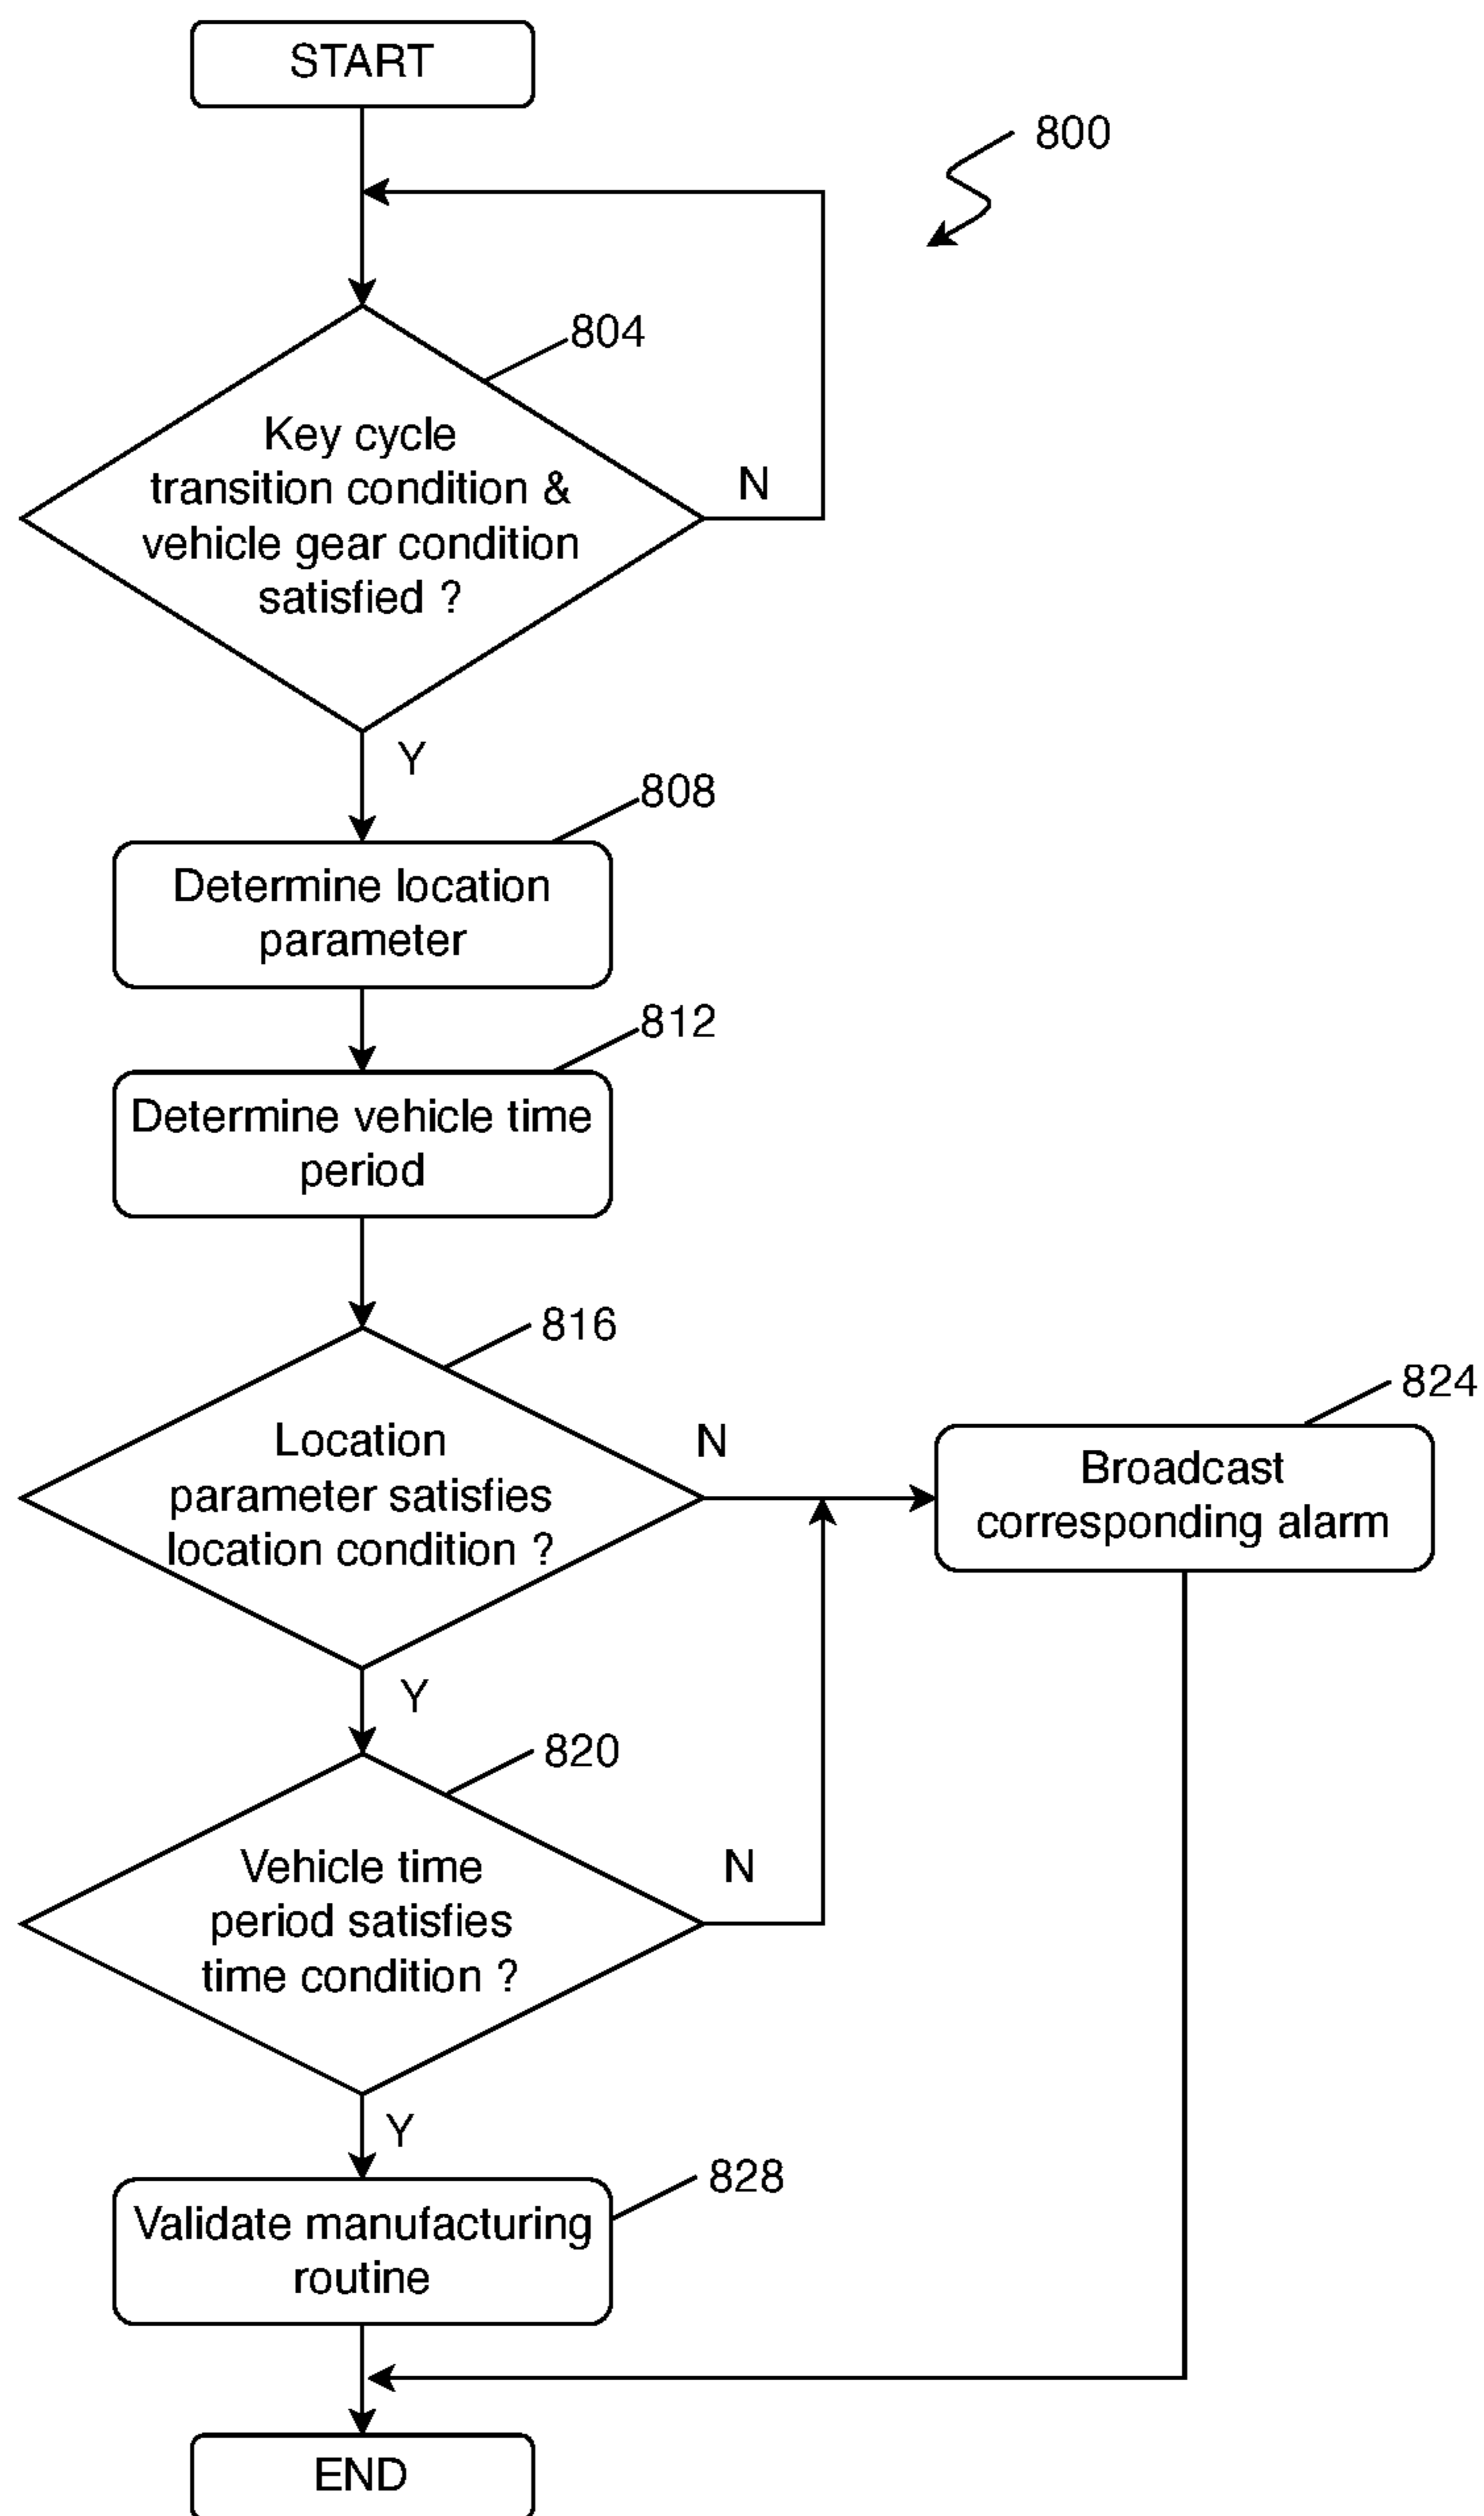 START
800
804
Key cycle
transition condition &
vehicle gear condition
satisfied ?
N
Y
808
Determine location
parameter
812
Determine vehicle time
period
816
Location
parameter satisfies
location condition ?
N
824
Broadcast
corresponding alarm
Y
820
Vehicle time
period satisfies
time condition ?
N
Y
828
Validate manufacturing
routine
END